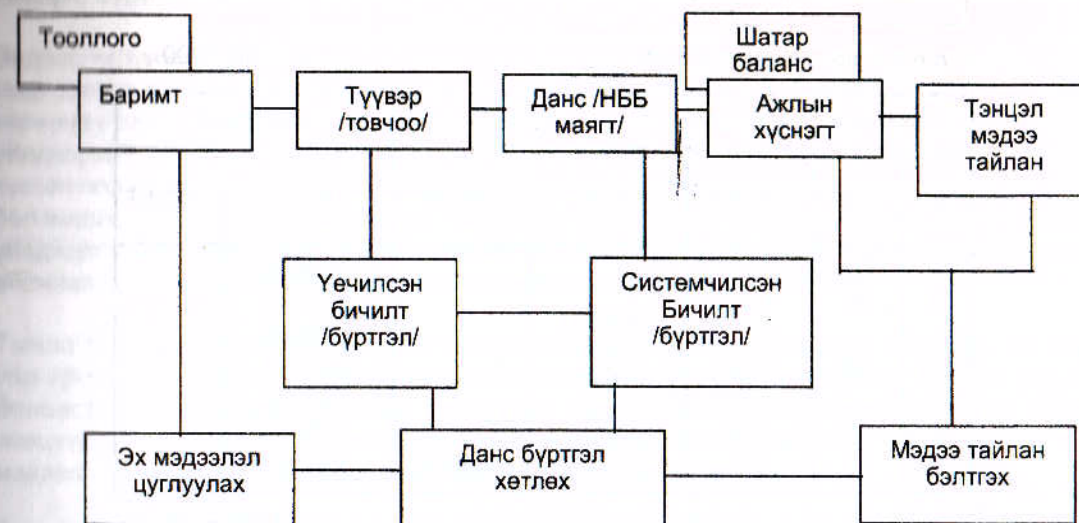 Тооллого
Баримт
Түүвэр
/товчоо/
Данс /НББ
маягт/
Шатар
баланс
Ажлын
хүснэгт
Тэнцэл
мэдээ
тайлан
Үечилсэн
бичилт
/бүртгэл/
Системчилсэн
Бичилт
/бүртгэл/
Эх мэдээлэл
цуглуулах
Данс бүртгэл
хөтлөх
Мэдээ тайлан
бэлтгэх